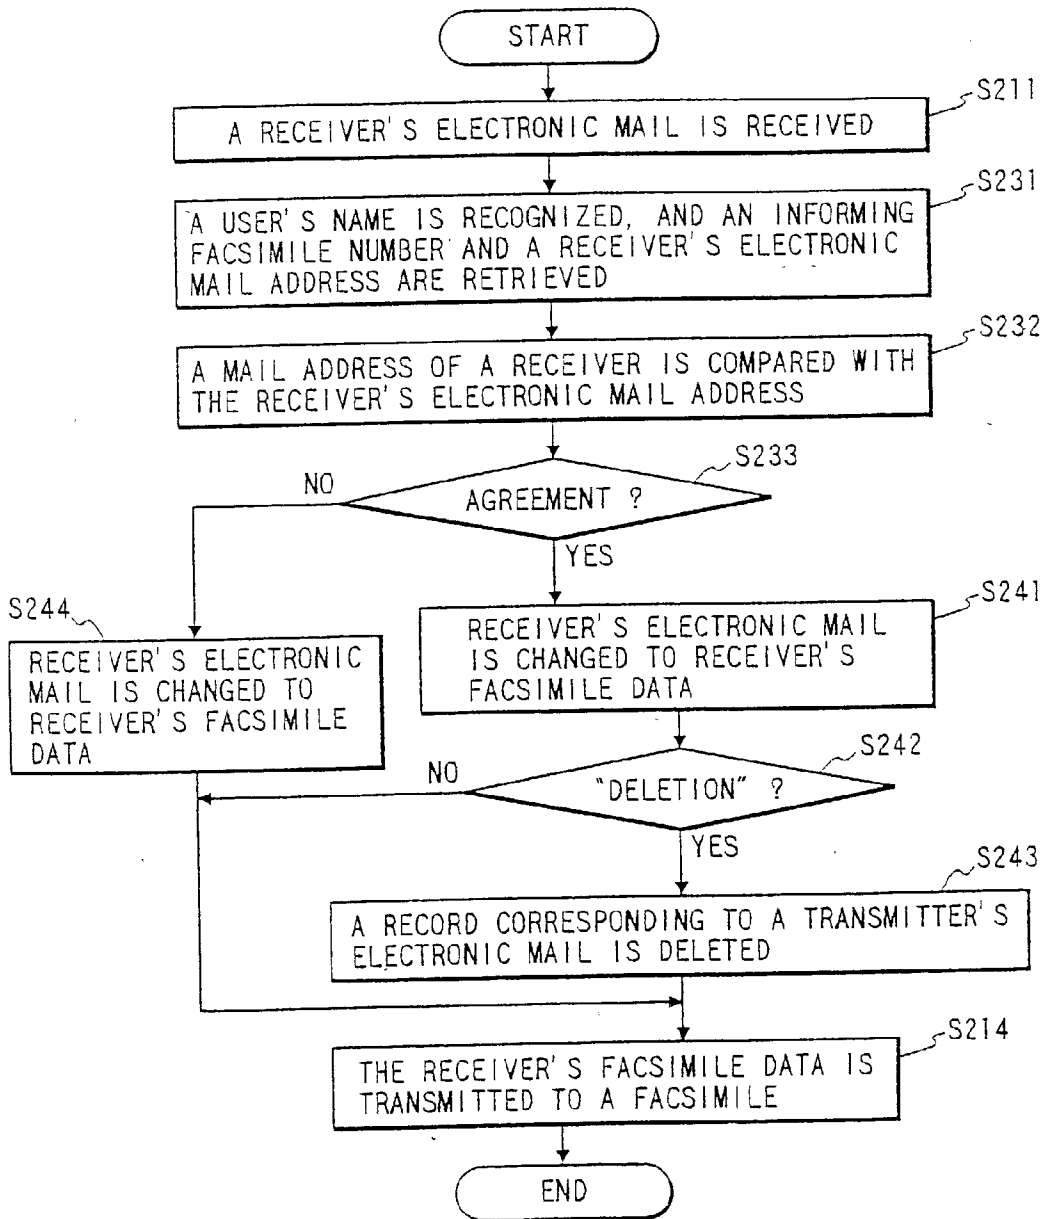 START
S211
A RECEIVER'S ELECTRONIC MAIL IS RECEIVED
S231
A USER'S NAME IS RECOGNIZED, AND AN INFORMING
FACSIMILE NUMBER AND A RECEIVER'S ELECTRONIC
MAIL ADDRESS ARE RETRIEVED
S232
A MAIL ADDRESS OF A RECEIVER IS COMPARED WITH
THE RECEIVER'S ELECTRONIC MAIL ADDRESS
S233
NO
AGREEMENT ?
YES
S244
RECEIVER'S ELECTRONIC
MAIL IS CHANGED TO
RECEIVER'S FACSIMILE
DATA
S241
RECEIVER'S ELECTRONIC MAIL
IS CHANGED TO RECEIVER'S
FACSIMILE DATA
S242
NO
"DELETION" ?
YES
S243
A RECORD CORRESPONDING TO A TRANSMITTER'S
ELECTRONIC MAIL IS DELETED
S214
THE RECEIVER'S FACSIMILE DATA IS
TRANSMITTED TO A FACSIMILE
END